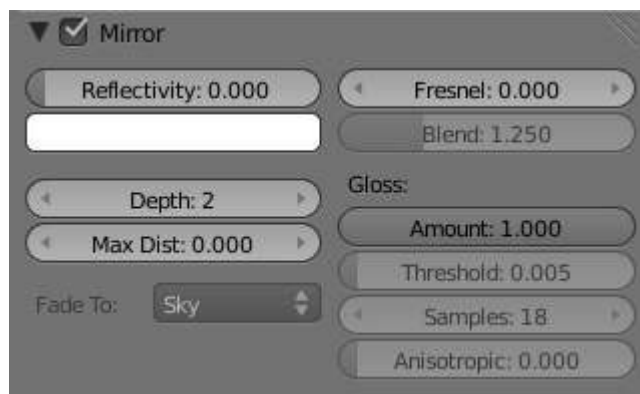 Mirror
Reflectivity: 0.000
Fresnel: 0.000
Blend: 1.250
Depth: 2
Max Dist: 0.000
Fade To: Sky
Gloss:
Amount: 1.000
Threshold: 0.005
Samples: 18
Anisotropic: 0.000